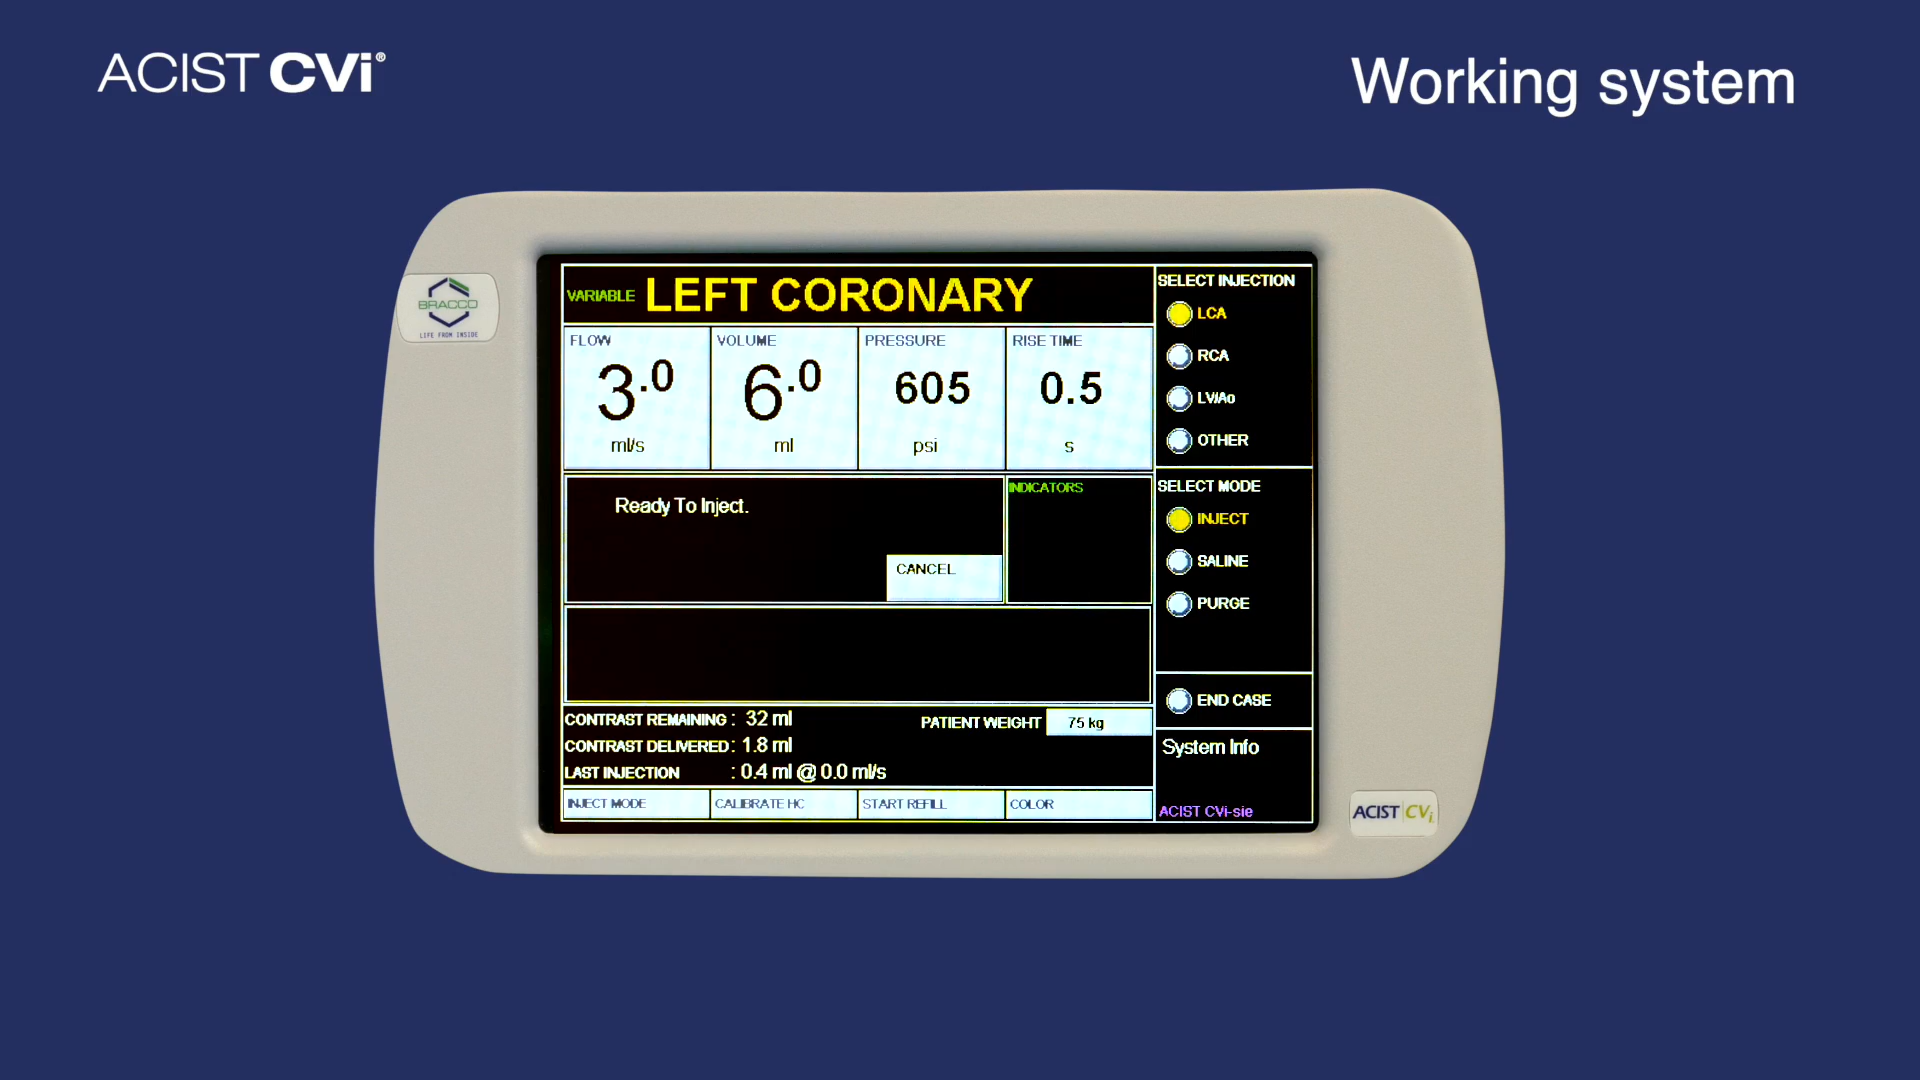 ACIST CVi®
Working system
BRACCO
LIFE FROM INSIDE
VARIABLE LEFT CORONARY
FLOW
3.0
ml/s
VOLUME
6.0
ml
PRESSURE
605
psi
RISE TIME
0.5
s
Ready To Inject.
CANCEL
INDICATORS
CONTRAST REMAINING : 32 ml
CONTRAST DELIVERED : 1.8 ml
LAST INJECTION : 0.4 ml @ 0.0 ml/s
PATIENT WEIGHT 75 kg
INJECT MODE
CALIBRATE HC
START REFILL
COLOR
SELECT INJECTION
LCA
RCA
LV/Ao
OTHER
SELECT MODE
INJECT
SALINE
PURGE
END CASE
System Info
ACIST CVi-sie
ACIST CVi